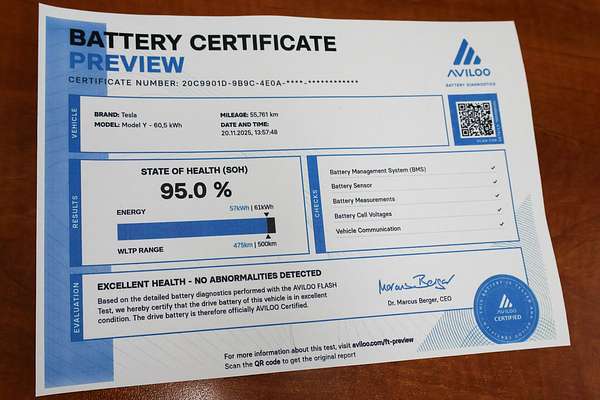 BATTERY CERTIFICATE
PREVIEW
CERTIFICATE NUMBER: 20C9901D-9B9C-4E0A-****-************
AVILOO
BATTERY DIAGNOSTICS
VEHICLE
BRAND: Tesla
MODEL: Model Y - 60,5 kWh
MILEAGE: 55,761 km
DATE AND TIME:
20.11.2025, 13:57:48
RESULTS
STATE OF HEALTH (SOH)
95.0 %
ENERGY
57kWh | 61kWh
WLTP RANGE
475km | 500km
CHECKS
Battery Management System (BMS)
Battery Sensor
Battery Measurements
Battery Cell Voltages
Vehicle Communication
EVALUATION
EXCELLENT HEALTH - NO ABNORMALITIES DETECTED
Based on the detailed battery diagnostics performed with the AVILOO FLASH
Test, we hereby certify that the drive battery of this vehicle is in excellent
condition. The drive battery is therefore officially AVILOO Certified.
Marcus Berger
Dr. Marcus Berger, CEO
AVILOO
CERTIFIED
For more information about this test, visit aviloo.com/ft-preview
Scan the QR code to get the original report